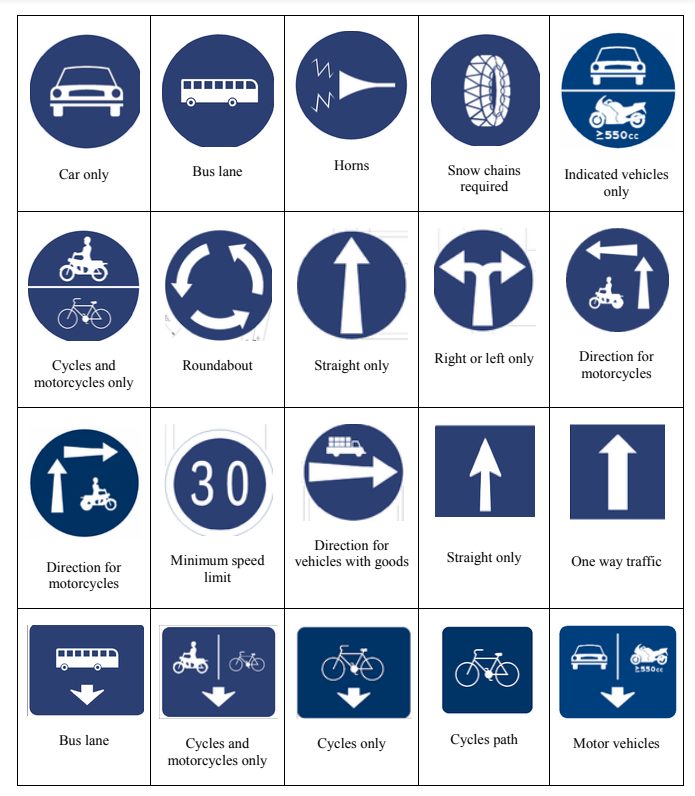 ≥550cc
Car only
Bus lane
Horns
Snow chains
required
Indicated vehicles
only
Cycles and
motorcycles only
Roundabout
Straight only
Right or left only
Direction for
motorcycles
30
Direction for
motorcycles
Minimum speed
limit
Direction for
vehicles with goods
Straight only
One way traffic
≥550cc
Bus lane
Cycles and
motorcycles only
Cycles only
Cycles path
Motor vehicles